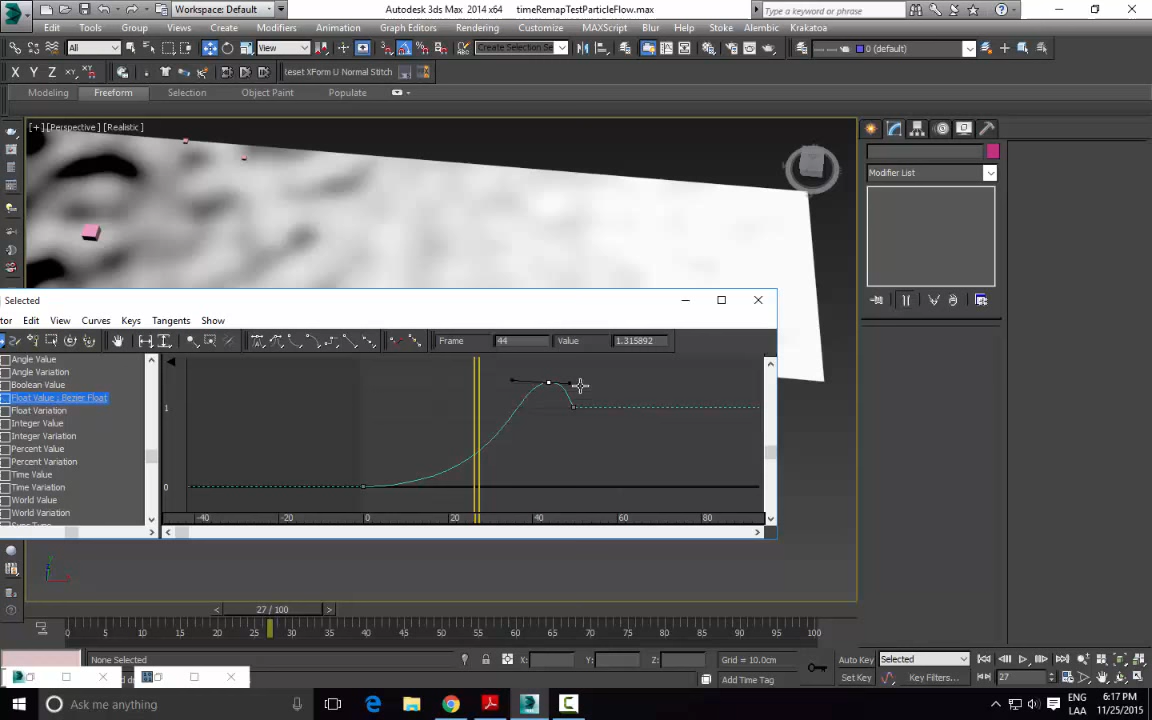 Workspace: Default
Autodesk 3ds Max 2014 x64 timeRemapTestParticleFlow.max
Type a keyword or phrase
Edit Tools Group Views Create Modifiers Animation Graph Editors Rendering Customize MAXScript Blur Stoke Alembic Krakatoa
All
View
Create Selection Se
0 (default)
X Y Z XY
Reset XForm U Normal Stitch
Modeling Freeform Selection Object Paint Populate
[+] [Perspective] [Realistic]
Modifier List
Selected
tor Edit View Curves Keys Tangents Show
Frame 44 Value 1.315892
Angle Value
Angle Variation
Boolean Value
Float Value : Bezier Float
Float Variation
Integer Value
Integer Variation
Percent Value
Percent Variation
Time Value
Time Variation
World Value
World Variation
Sync Type
1
0
-40 -20 0 20 40 60 80
27 / 100
0 5 10 15 20 25 30 35 40 45 50 55 60 65 70 75 80 85 90 95 100
None Selected
X: Y: Z:
Grid = 10.0cm
Add Time Tag
Auto Key Selected
Set Key Key Filters...
27
Ask me anything
ENG
LAA
6:17 PM
11/25/2015